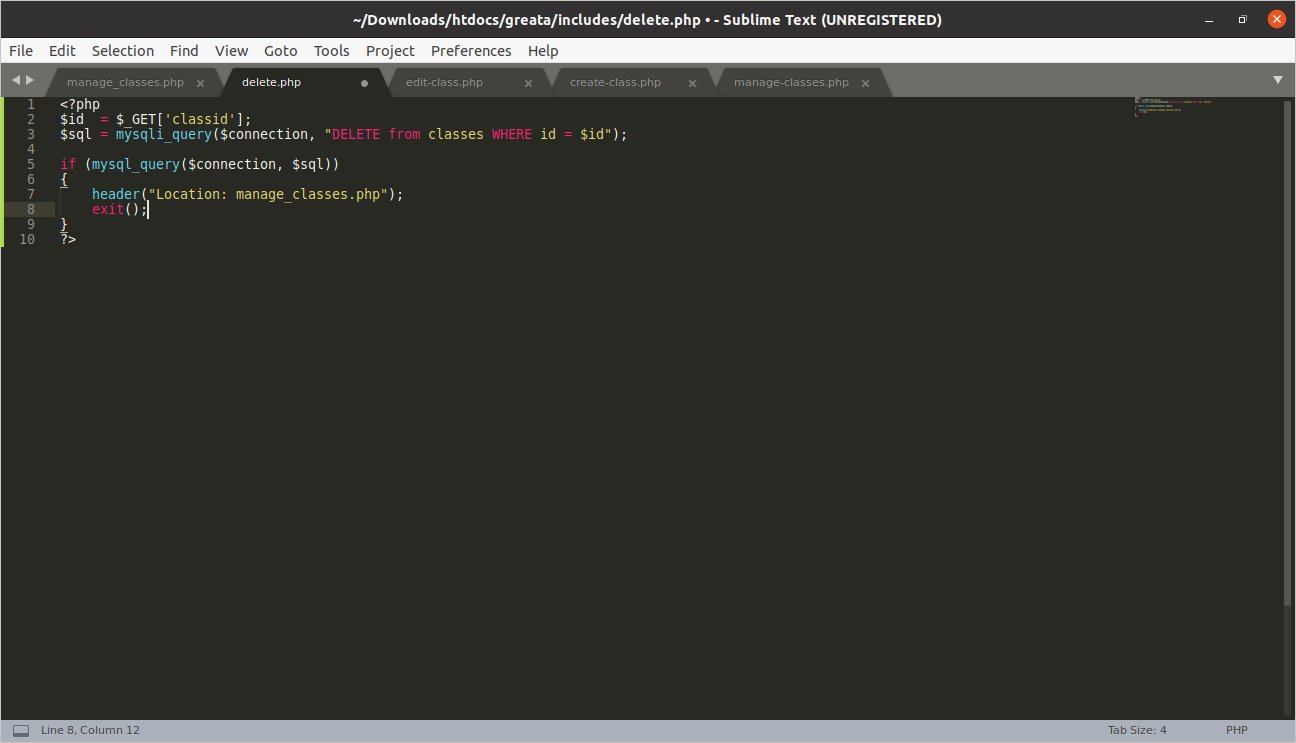 ~/Downloads/htdocs/greata/includes/delete.php • - Sublime Text (UNREGISTERED)
File Edit Selection Find View Goto Tools Project Preferences Help
manage_classes.php delete.php edit-class.php create-class.php manage-classes.php
1 <?php
2 $id  = $_GET['classid'];
3 $sql = mysqli_query($connection, "DELETE from classes WHERE id = $id");
4
5 if (mysql_query($connection, $sql))
6 {
7     header("Location: manage_classes.php");
8     exit();
9 }
10 ?>
Line 8, Column 12 Tab Size: 4 PHP